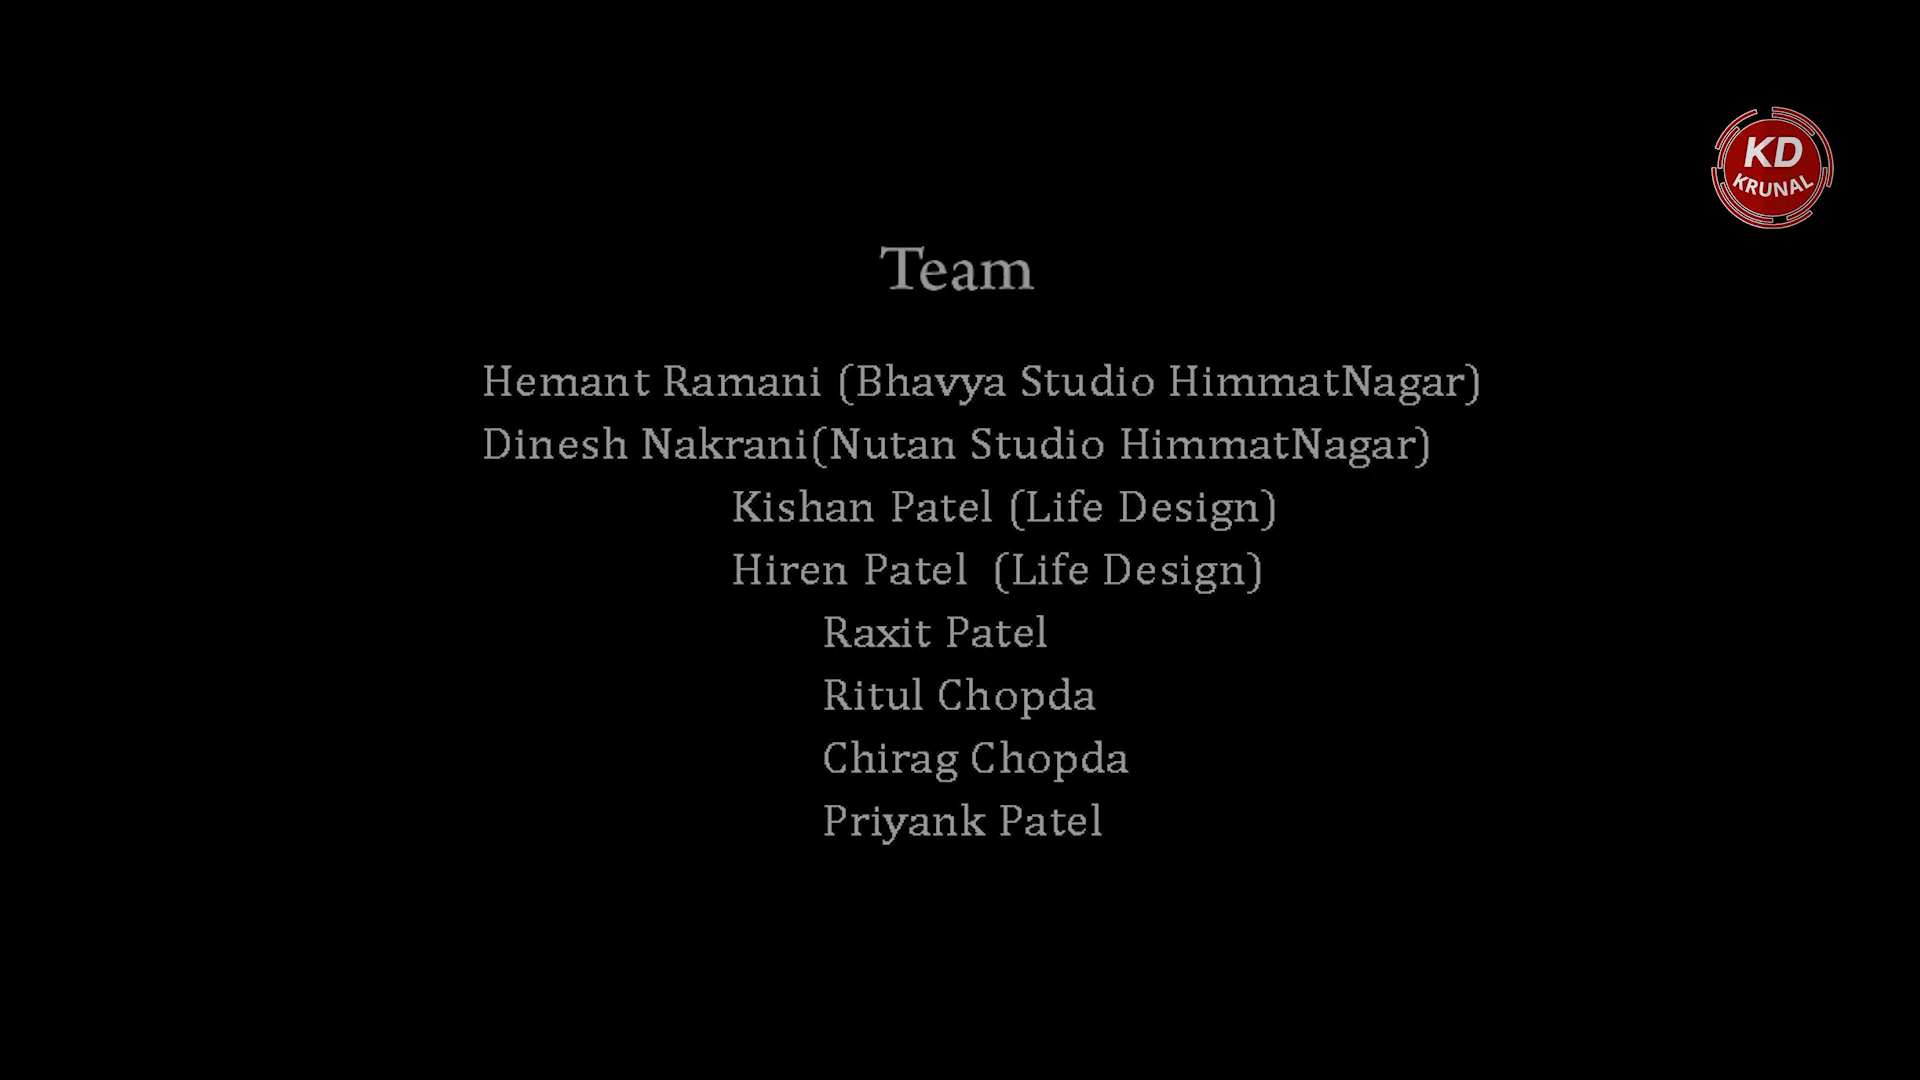 KD
KRUNAL
Team
Hemant Ramani (Bhavya Studio HimmatNagar)
Dinesh Nakrani(Nutan Studio HimmatNagar)
Kishan Patel (Life Design)
Hiren Patel  (Life Design)
Raxit Patel
Ritul Chopda
Chirag Chopda
Priyank Patel